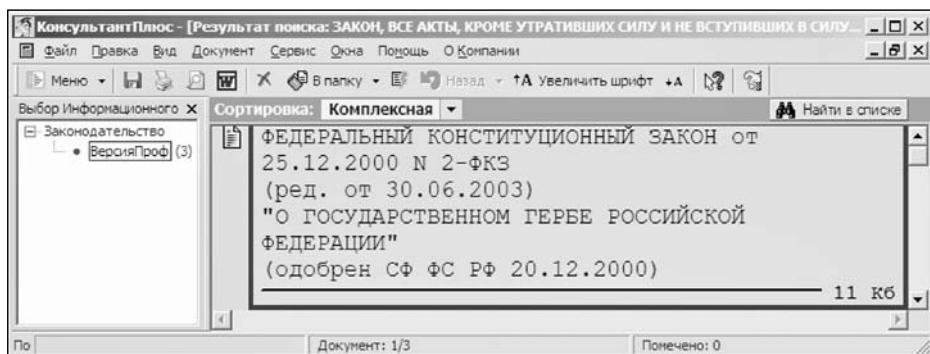 КонсультантПлюс - [Результат поиска: ЗАКОН, ВСЕ АКТЫ, КРОМЕ УТРАТИВШИХ СИЛУ И НЕ ВСТУПИВШИХ В СИЛУ...
Файл Правка Вид Документ Сервис Окна Помощь О Компании
Меню В папку Назад А Увеличить шрифт А
Выбор Информационного Х Сортировка: Комплексная Найти в списке
Законодательство
ВерсияПроф (3)
ФЕДЕРАЛЬНЫЙ КОНСТИТУЦИОННЫЙ ЗАКОН от
25.12.2000 N 2-ФКЗ
(ред. от 30.06.2003)
"О ГОСУДАРСТВЕННОМ ГЕРБЕ РОССИЙСКОЙ
ФЕДЕРАЦИИ"
(одобрен СФ ФС РФ 20.12.2000)
11 Кб
По Документ: 1/3 Помечено: 0